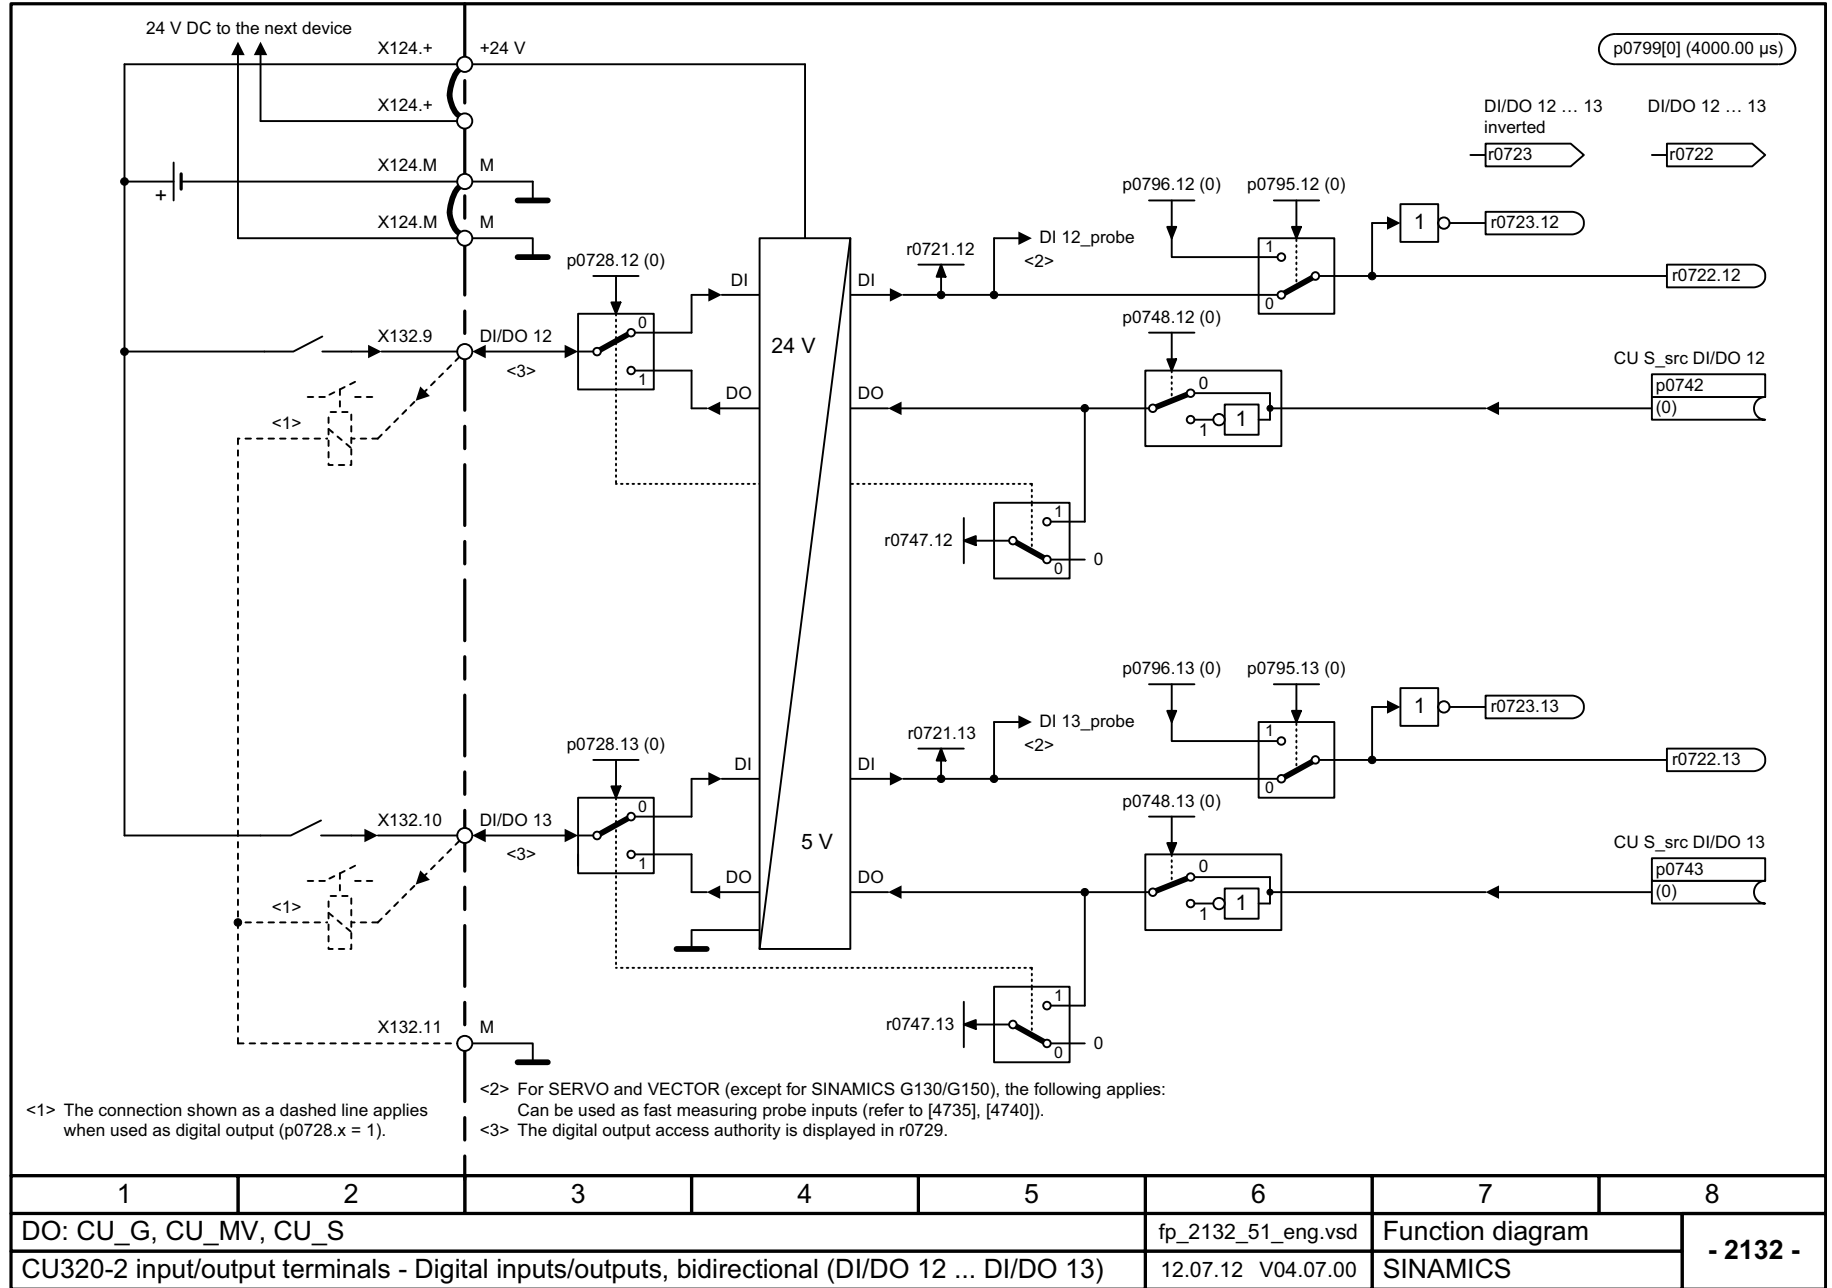 24 V DC to the next device
X124.+
+24 V
p0799[0] (4000.00 µs)
X124.+
DI/DO 12 … 13
inverted
DI/DO 12 … 13
r0723
r0722
X124.M
M
+
p0796.12 (0)
p0795.12 (0)
X124.M
M
1
r0723.12
DI 12_probe
<2>
r0721.12
1
0
r0722.12
p0728.12 (0)
DI
DI
p0748.12 (0)
X132.9
DI/DO 12
<3>
0
1
24 V
CU S_src DI/DO 12
p0742
(0)
DO
DO
0
1
1
<1>
r0747.12
1
0
0
p0796.13 (0)
p0795.13 (0)
1
r0723.13
DI 13_probe
<2>
r0721.13
1
0
r0722.13
p0728.13 (0)
DI
DI
p0748.13 (0)
X132.10
DI/DO 13
<3>
0
1
5 V
CU S_src DI/DO 13
p0743
(0)
DO
DO
0
1
1
<1>
r0747.13
1
0
0
X132.11
M
<1> The connection shown as a dashed line applies
when used as digital output (p0728.x = 1).
<2> For SERVO and VECTOR (except for SINAMICS G130/G150), the following applies:
Can be used as fast measuring probe inputs (refer to [4735], [4740]).
<3> The digital output access authority is displayed in r0729.
1 2 3 4 5 6 7 8
DO: CU_G, CU_MV, CU_S
fp_2132_51_eng.vsd
Function diagram
- 2132 -
CU320-2 input/output terminals - Digital inputs/outputs, bidirectional (DI/DO 12 ... DI/DO 13)
12.07.12 V04.07.00
SINAMICS